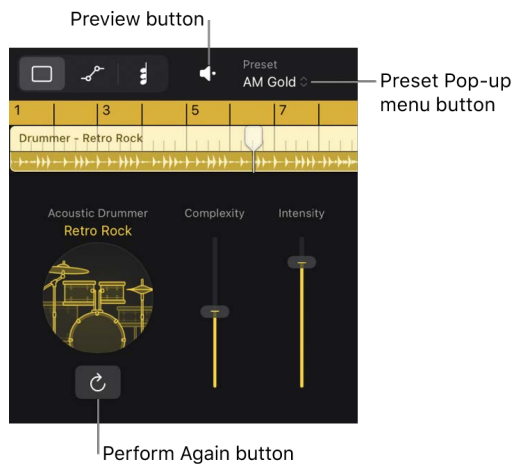 Preview button
Preset
AM Gold
Preset Pop-up
menu button
1 3 5 7
Drummer - Retro Rock
Acoustic Drummer
Retro Rock
Complexity
Intensity
Perform Again button